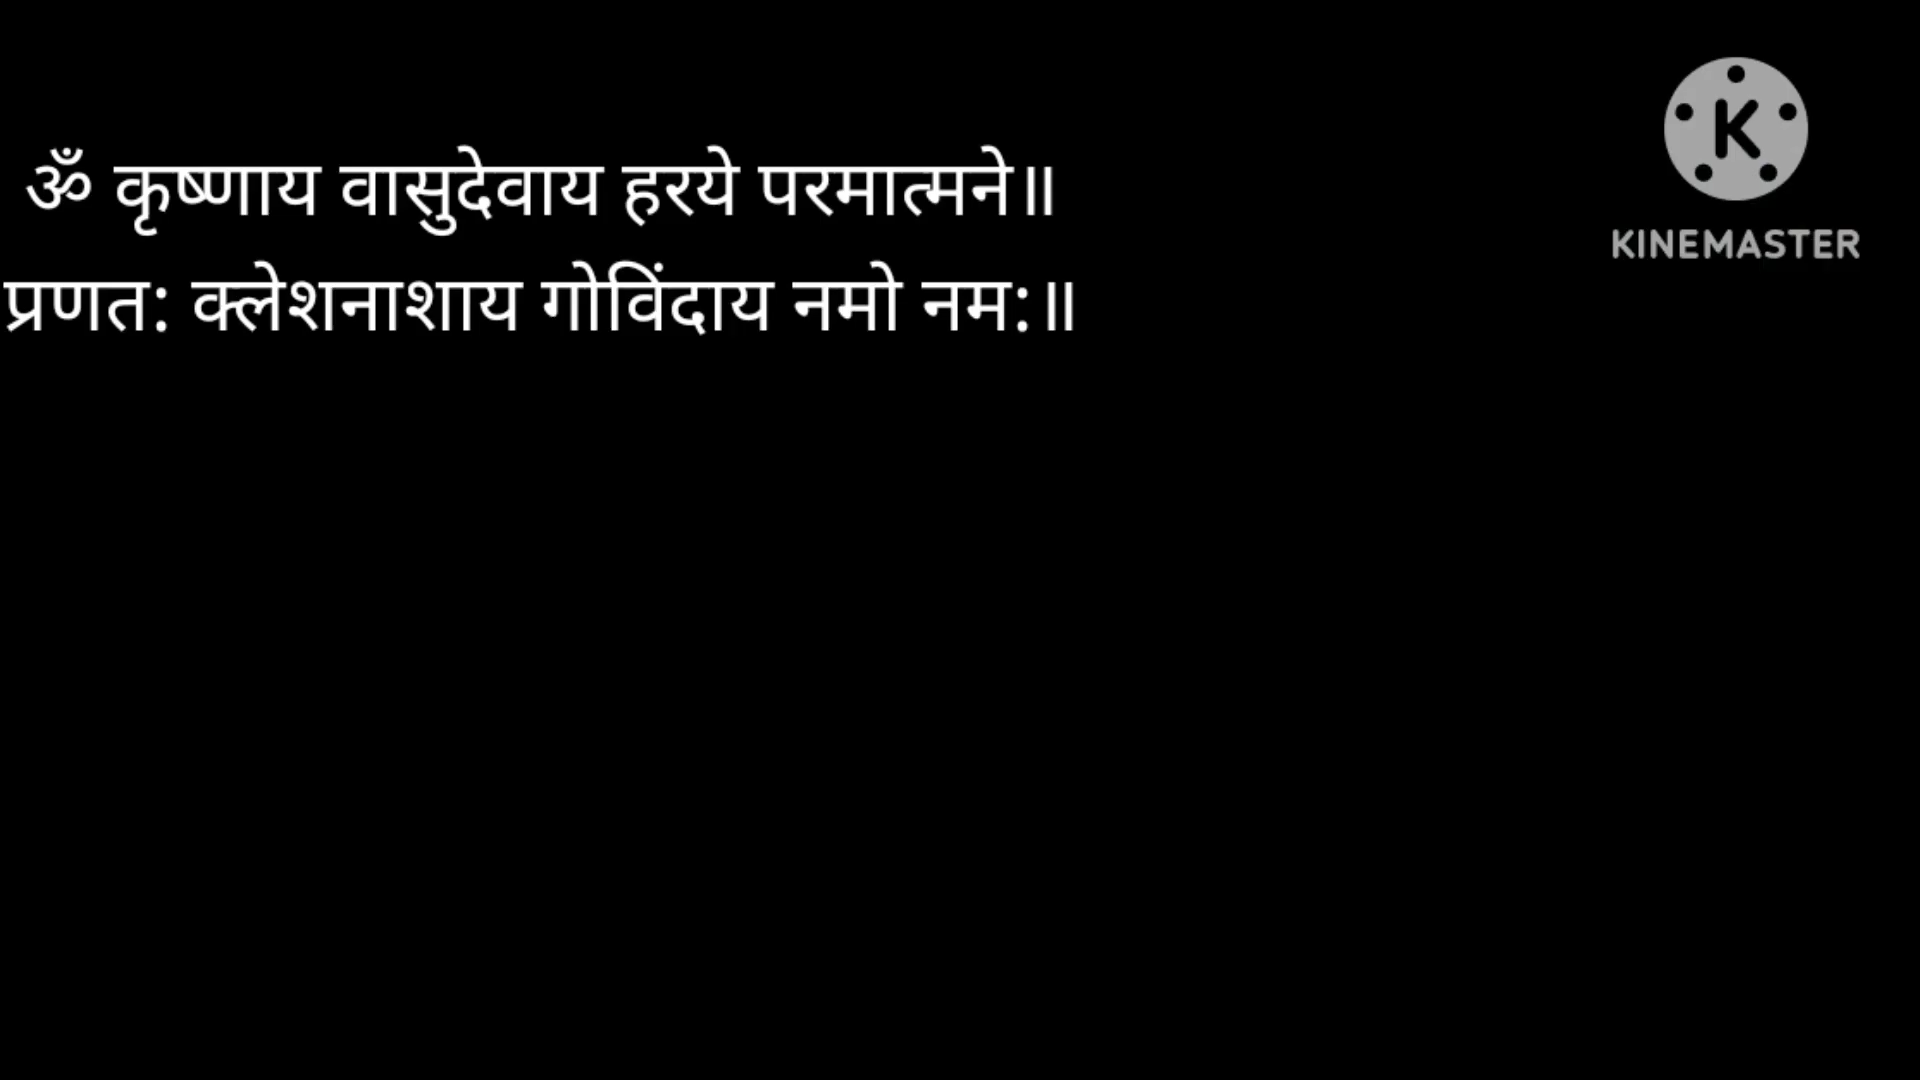 ॐ कृष्णाय वासुदेवाय हरये परमात्मने॥
प्रणत: क्लेशनाशाय गोविंदाय नमो नम:॥
K
KINEMASTER